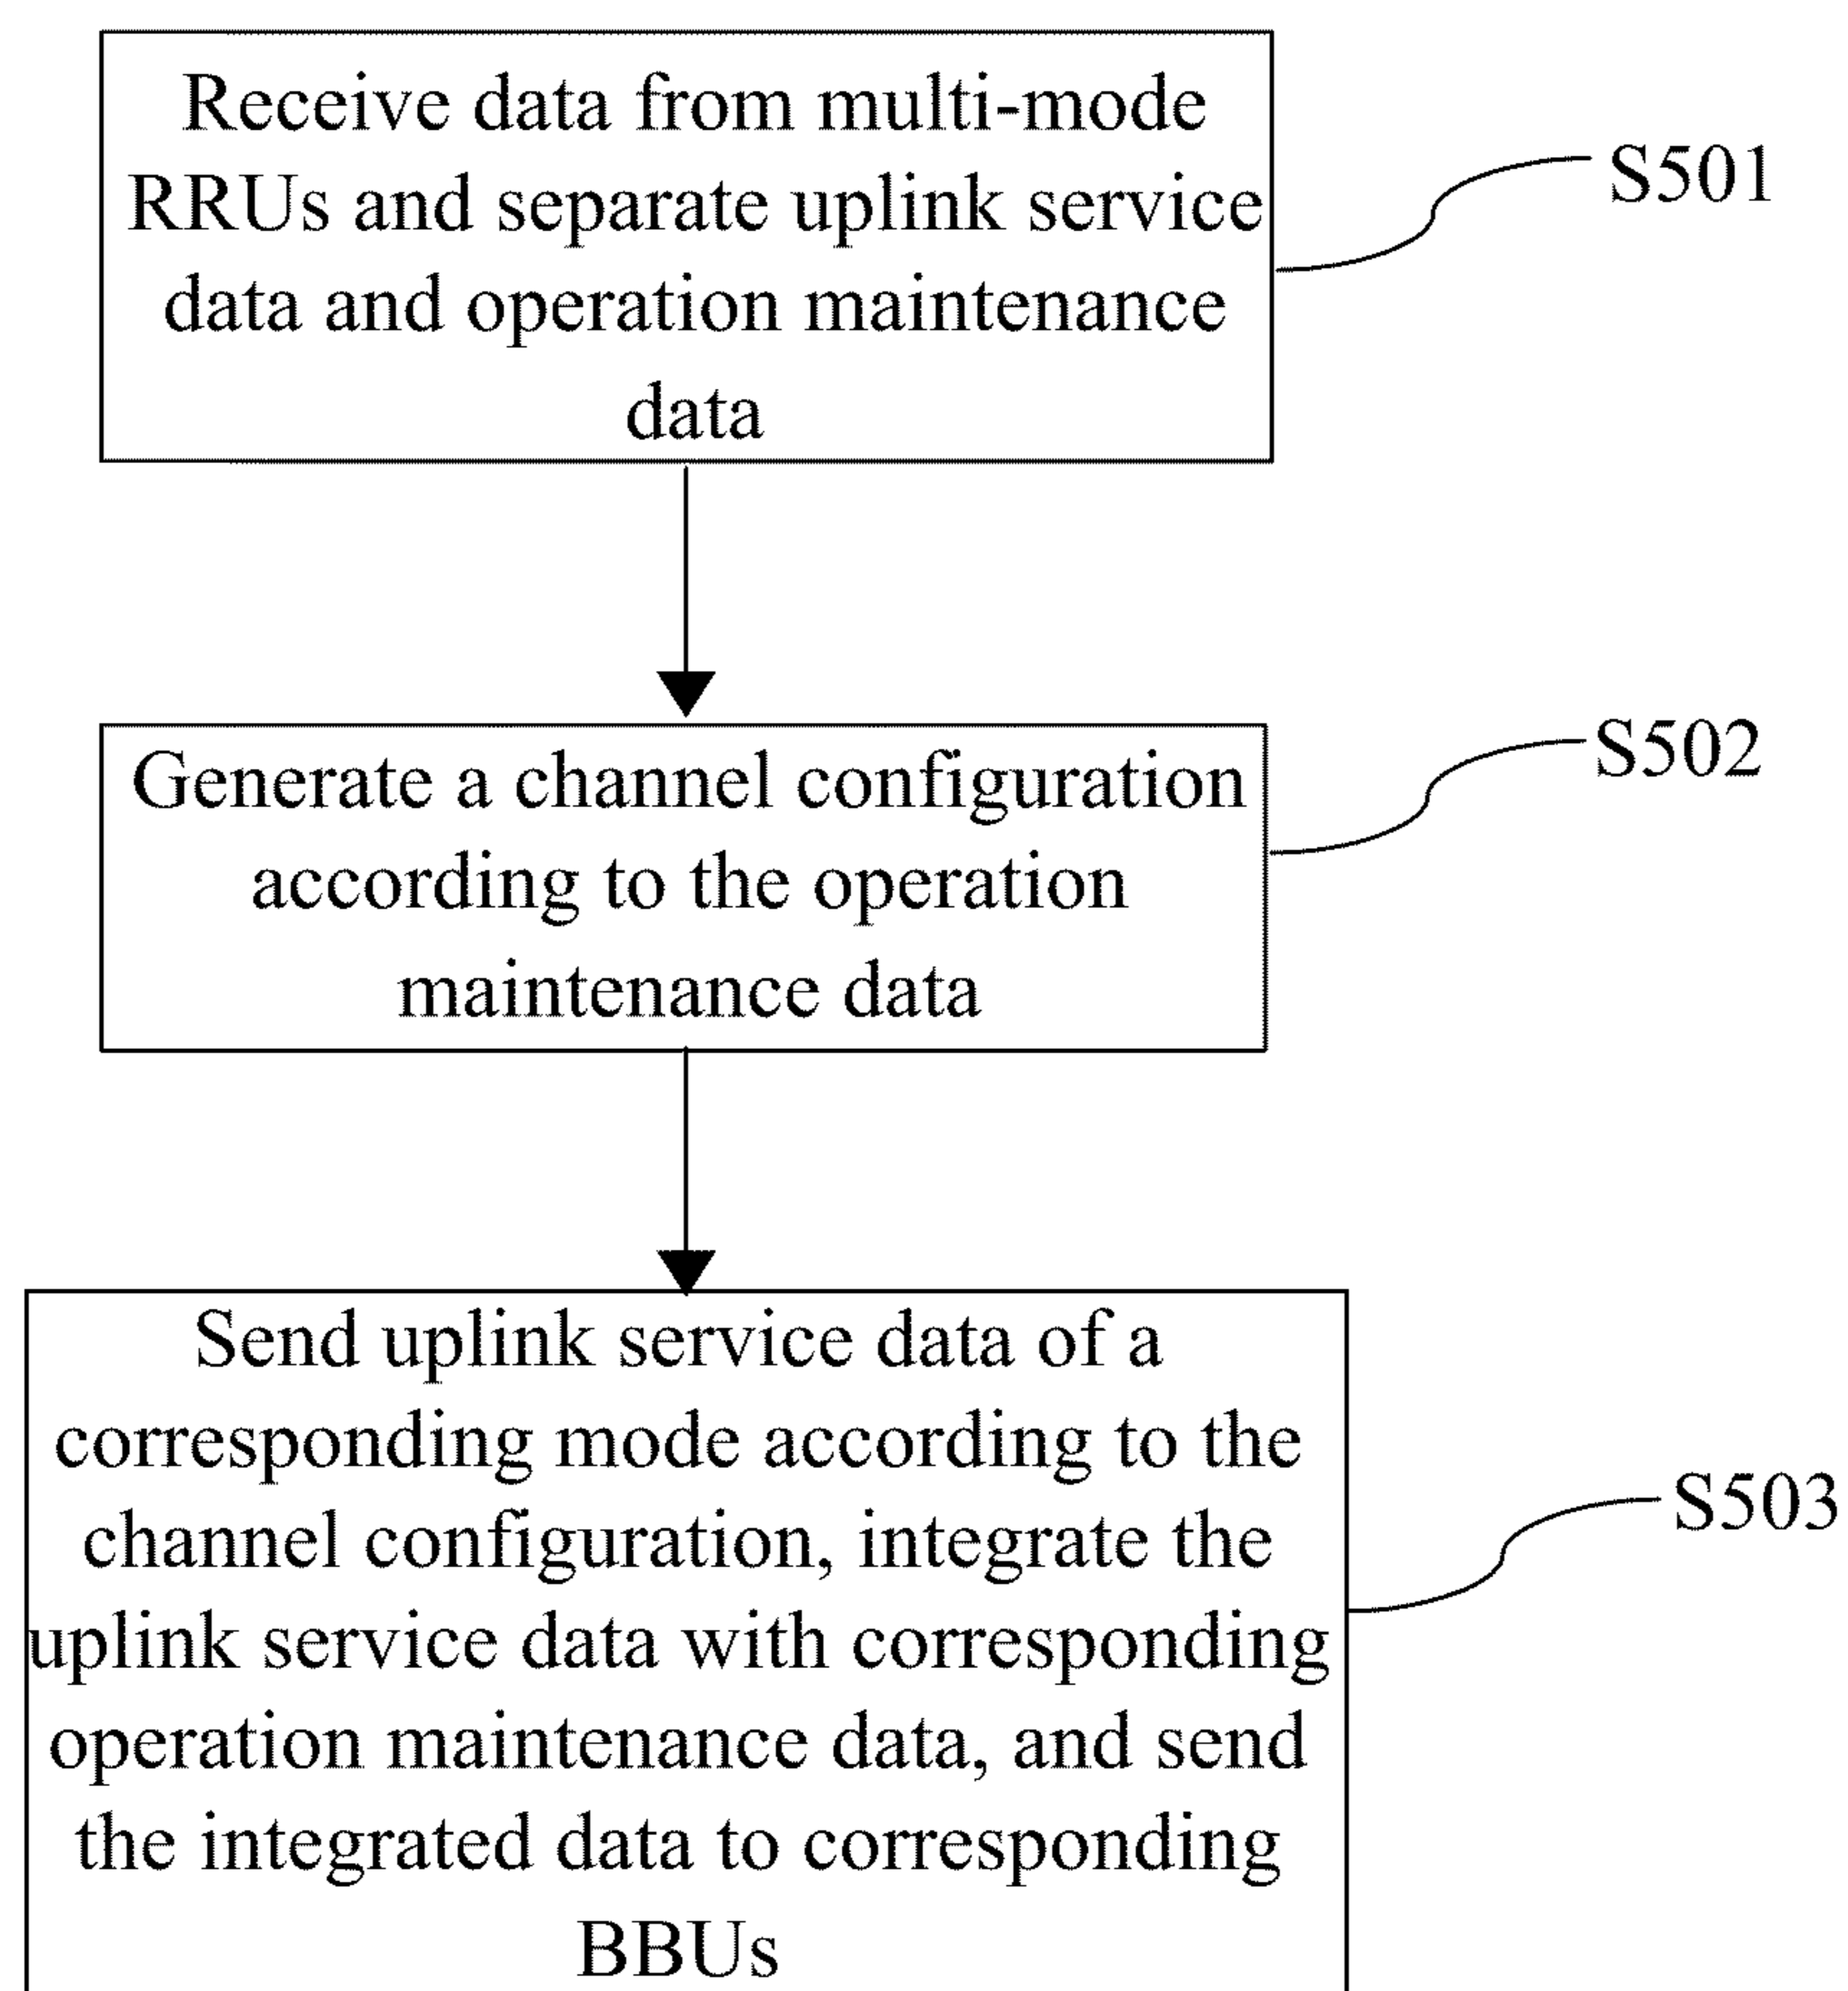 Receive data from multi-mode
RRUs and separate uplink service
data and operation maintenance
data
S501
Generate a channel configuration
according to the operation
maintenance data
S502
Send uplink service data of a
corresponding mode according to the
channel configuration, integrate the
uplink service data with corresponding
operation maintenance data, and send
the integrated data to corresponding
BBUs
S503